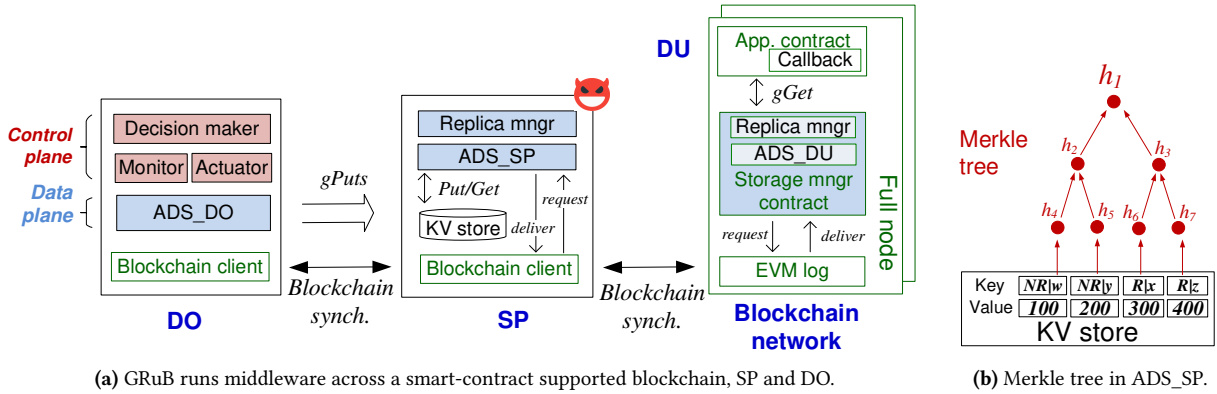 Control plane
Data plane
Decision maker
Monitor
Actuator
ADS_DO
Blockchain client
DO
gPuts
Blockchain synch.
Replica mngr
ADS_SP
Put/Get
KV store
deliver
request
Blockchain client
SP
Blockchain synch.
DU
App. contract
Callback
gGet
Replica mngr
ADS_DU
Storage mngr
contract
request
deliver
EVM log
Full node
Blockchain
network
(a) GRuB runs middleware across a smart-contract supported blockchain, SP and DO.
Merkle
tree
h1
h2
h3
h4
h5
h6
h7
Key NR|w NR|y R|x R|z
Value 100 200 300 400
KV store
(b) Merkle tree in ADS_SP.